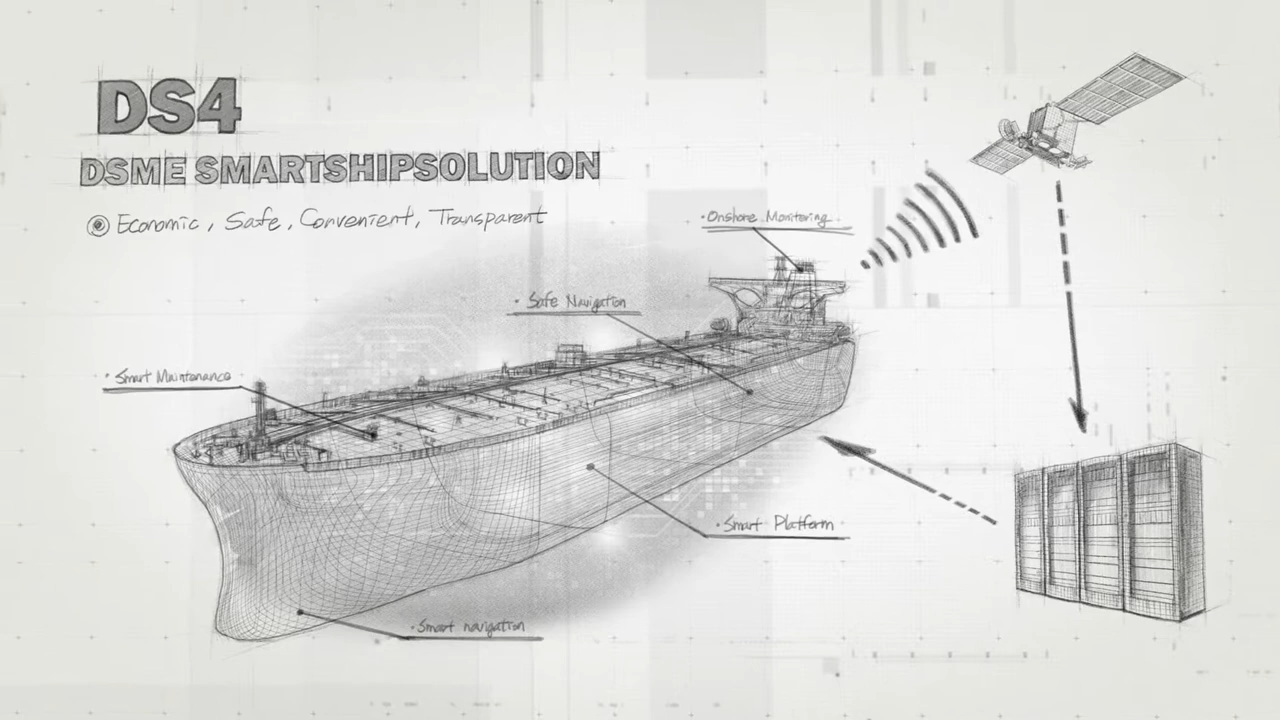 DS4
DSME SMARTSHIPSOLUTION
Economic, Safe, Convenient, Transparent
· Onshore Monitoring
· Safe Navigation
· Smart Maintenance
· Smart Platform
· Smart navigation